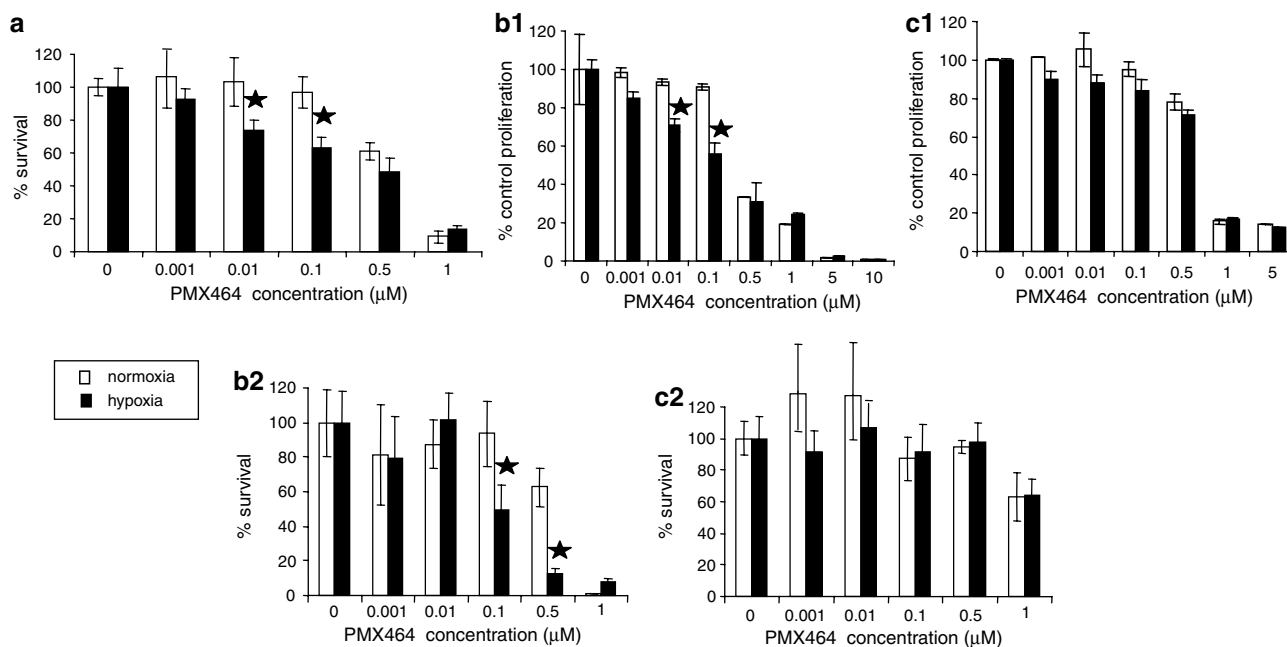 a
% survival
120
100
80
60
40
20
0
0 0.001 0.01 0.1 0.5 1
PMX464 concentration (μM)
b1
% control proliferation
120
100
80
60
40
20
0
0 0.001 0.01 0.1 0.5 1 5 10
PMX464 concentration (μM)
c1
% control proliferation
120
100
80
60
40
20
0
0 0.001 0.01 0.1 0.5 1 5
PMX464 concentration (μM)
normoxia
hypoxia
b2
% survival
120
100
80
60
40
20
0
0 0.001 0.01 0.1 0.5 1
PMX464 concentration (μM)
c2
% survival
120
100
80
60
40
20
0
0 0.001 0.01 0.1 0.5 1
PMX464 concentration (μM)